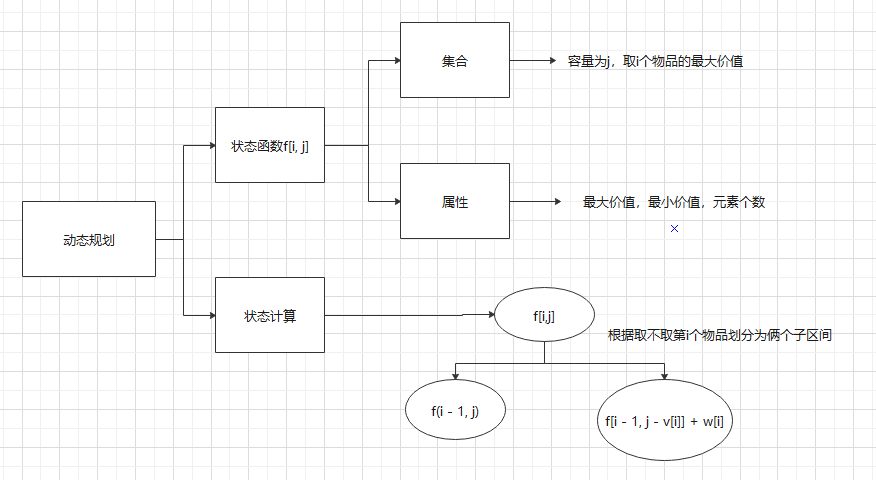 集合
容量为j，取i个物品的最大价值
状态函数f[i, j]
属性
最大价值，最小价值，元素个数
动态规划
状态计算
f[i,j]
根据取不取第i个物品划分为俩个子区间
f(i - 1, j)
f[i - 1, j - v[i]] + w[i]